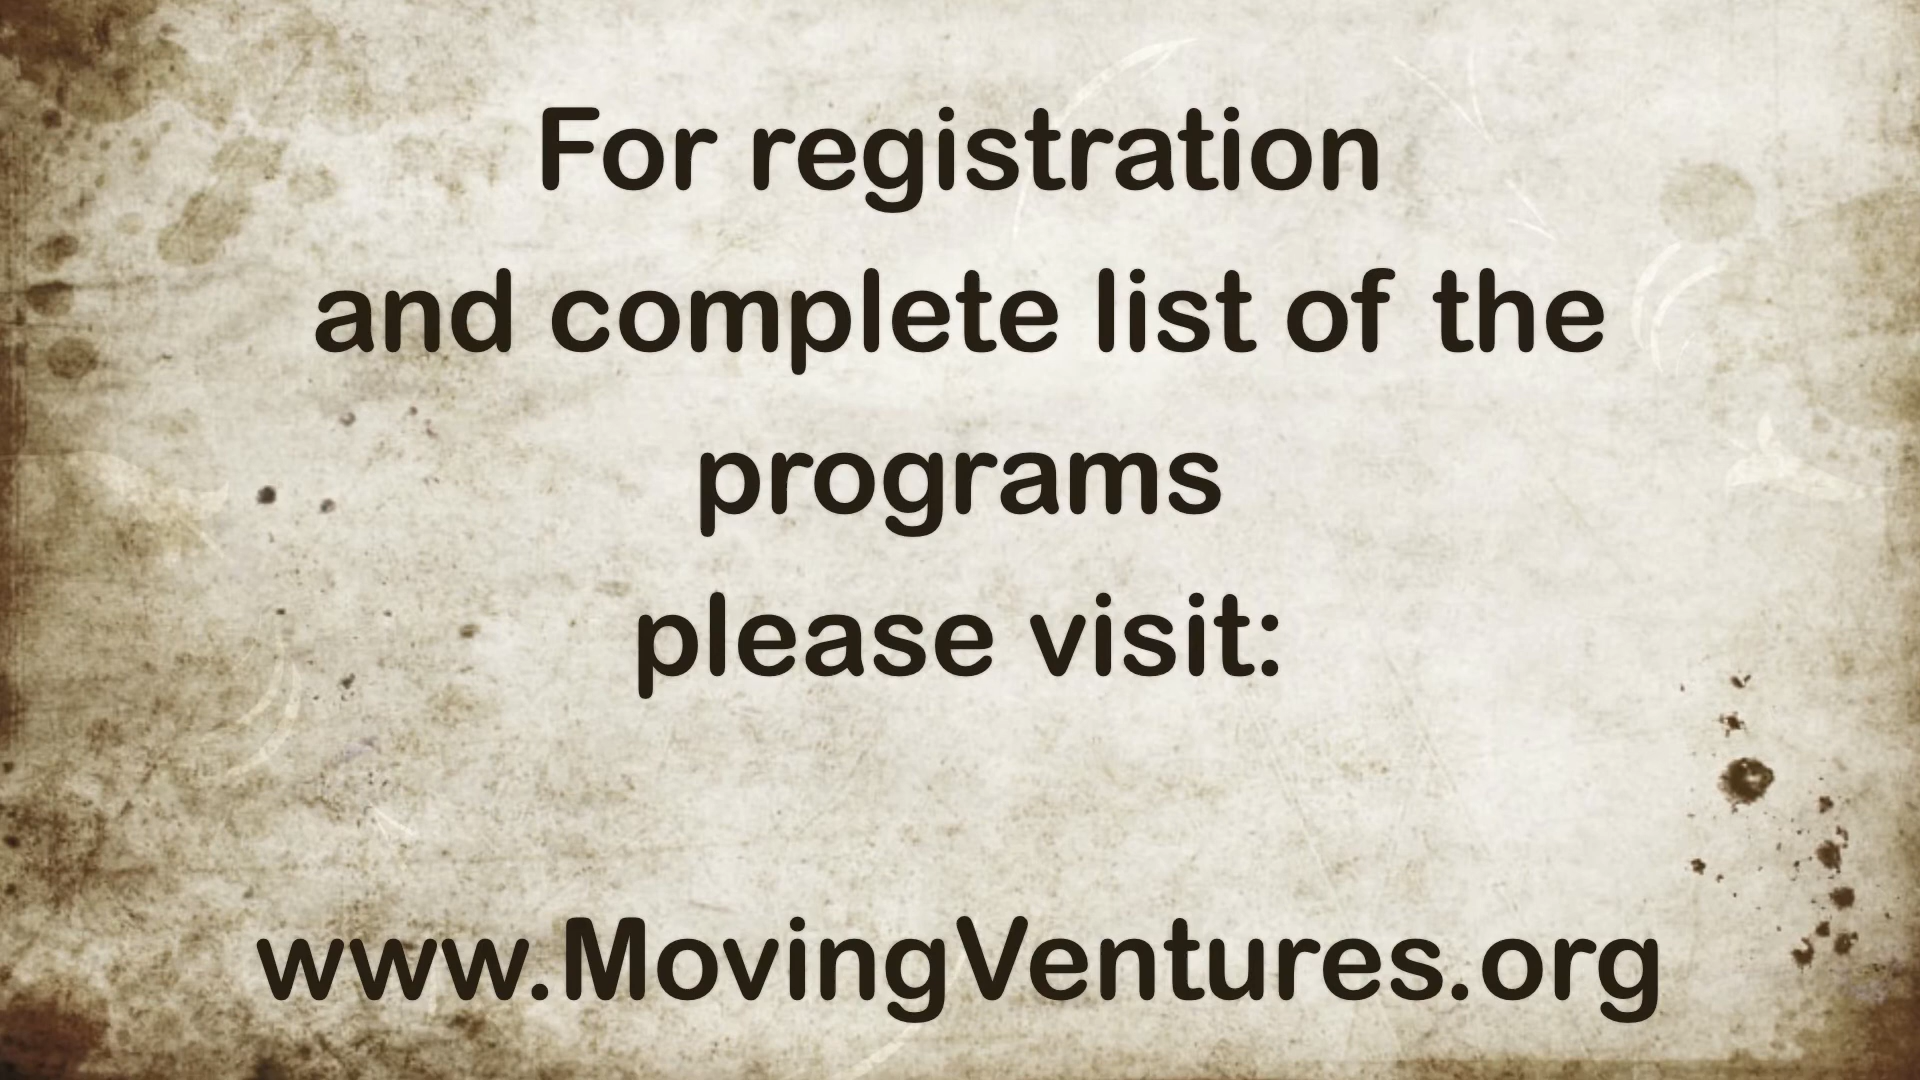 For registration
and complete list of the
programs
please visit:
www.MovingVentures.org